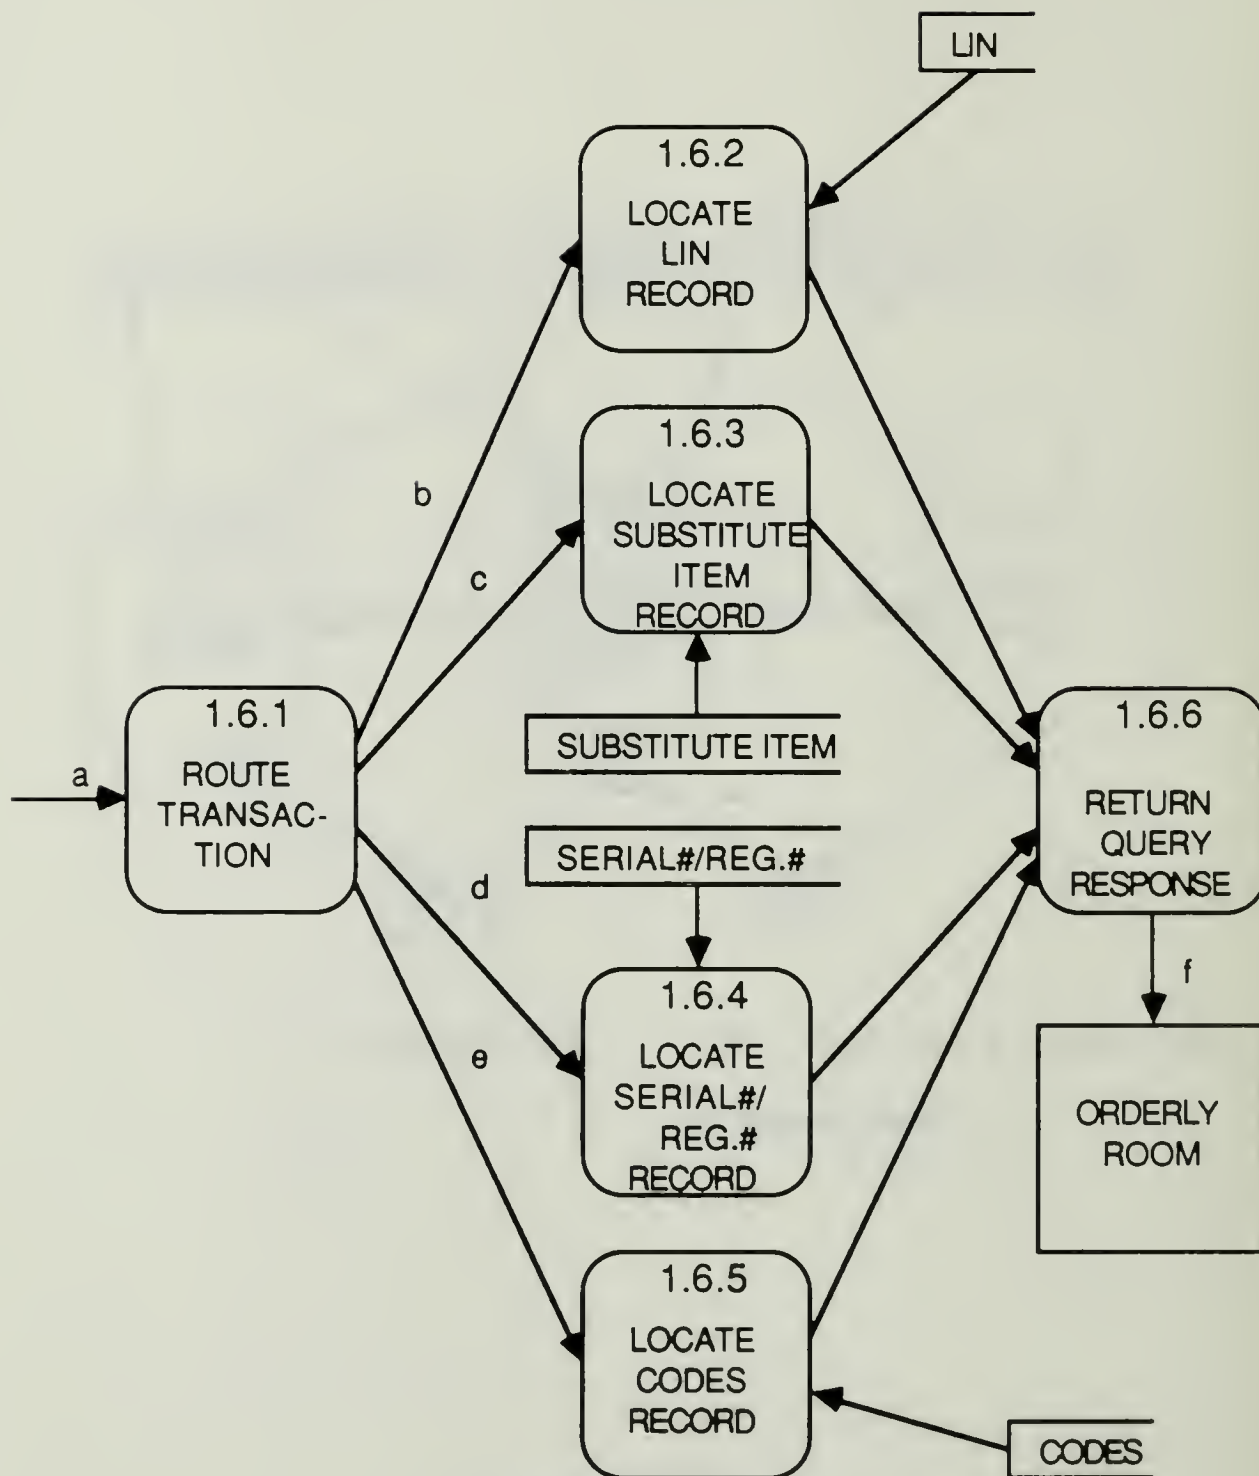 LIN
1.6.2
LOCATE
LIN
RECORD
1.6.3
LOCATE
SUBSTITUTE
ITEM
RECORD
b
c
SUBSTITUTE ITEM
1.6.1
ROUTE
TRANSAC-
TION
a
1.6.6
RETURN
QUERY
RESPONSE
SERIAL#/REG.#
d
e
1.6.4
LOCATE
SERIAL#/
REG.#
RECORD
f
ORDERLY
ROOM
1.6.5
LOCATE
CODES
RECORD
CODES